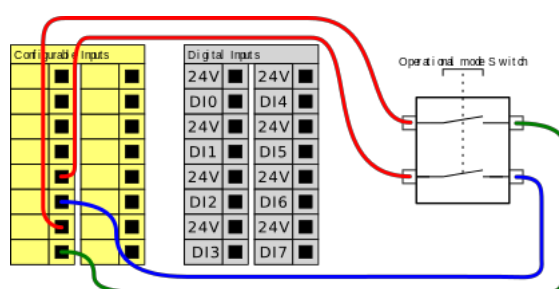 Configurable Inputs
Digital Inputs
Operational mode Switch
24V 24V
DI0 DI4
24V 24V
DI1 DI5
24V 24V
DI2 DI6
24V 24V
DI3 DI7